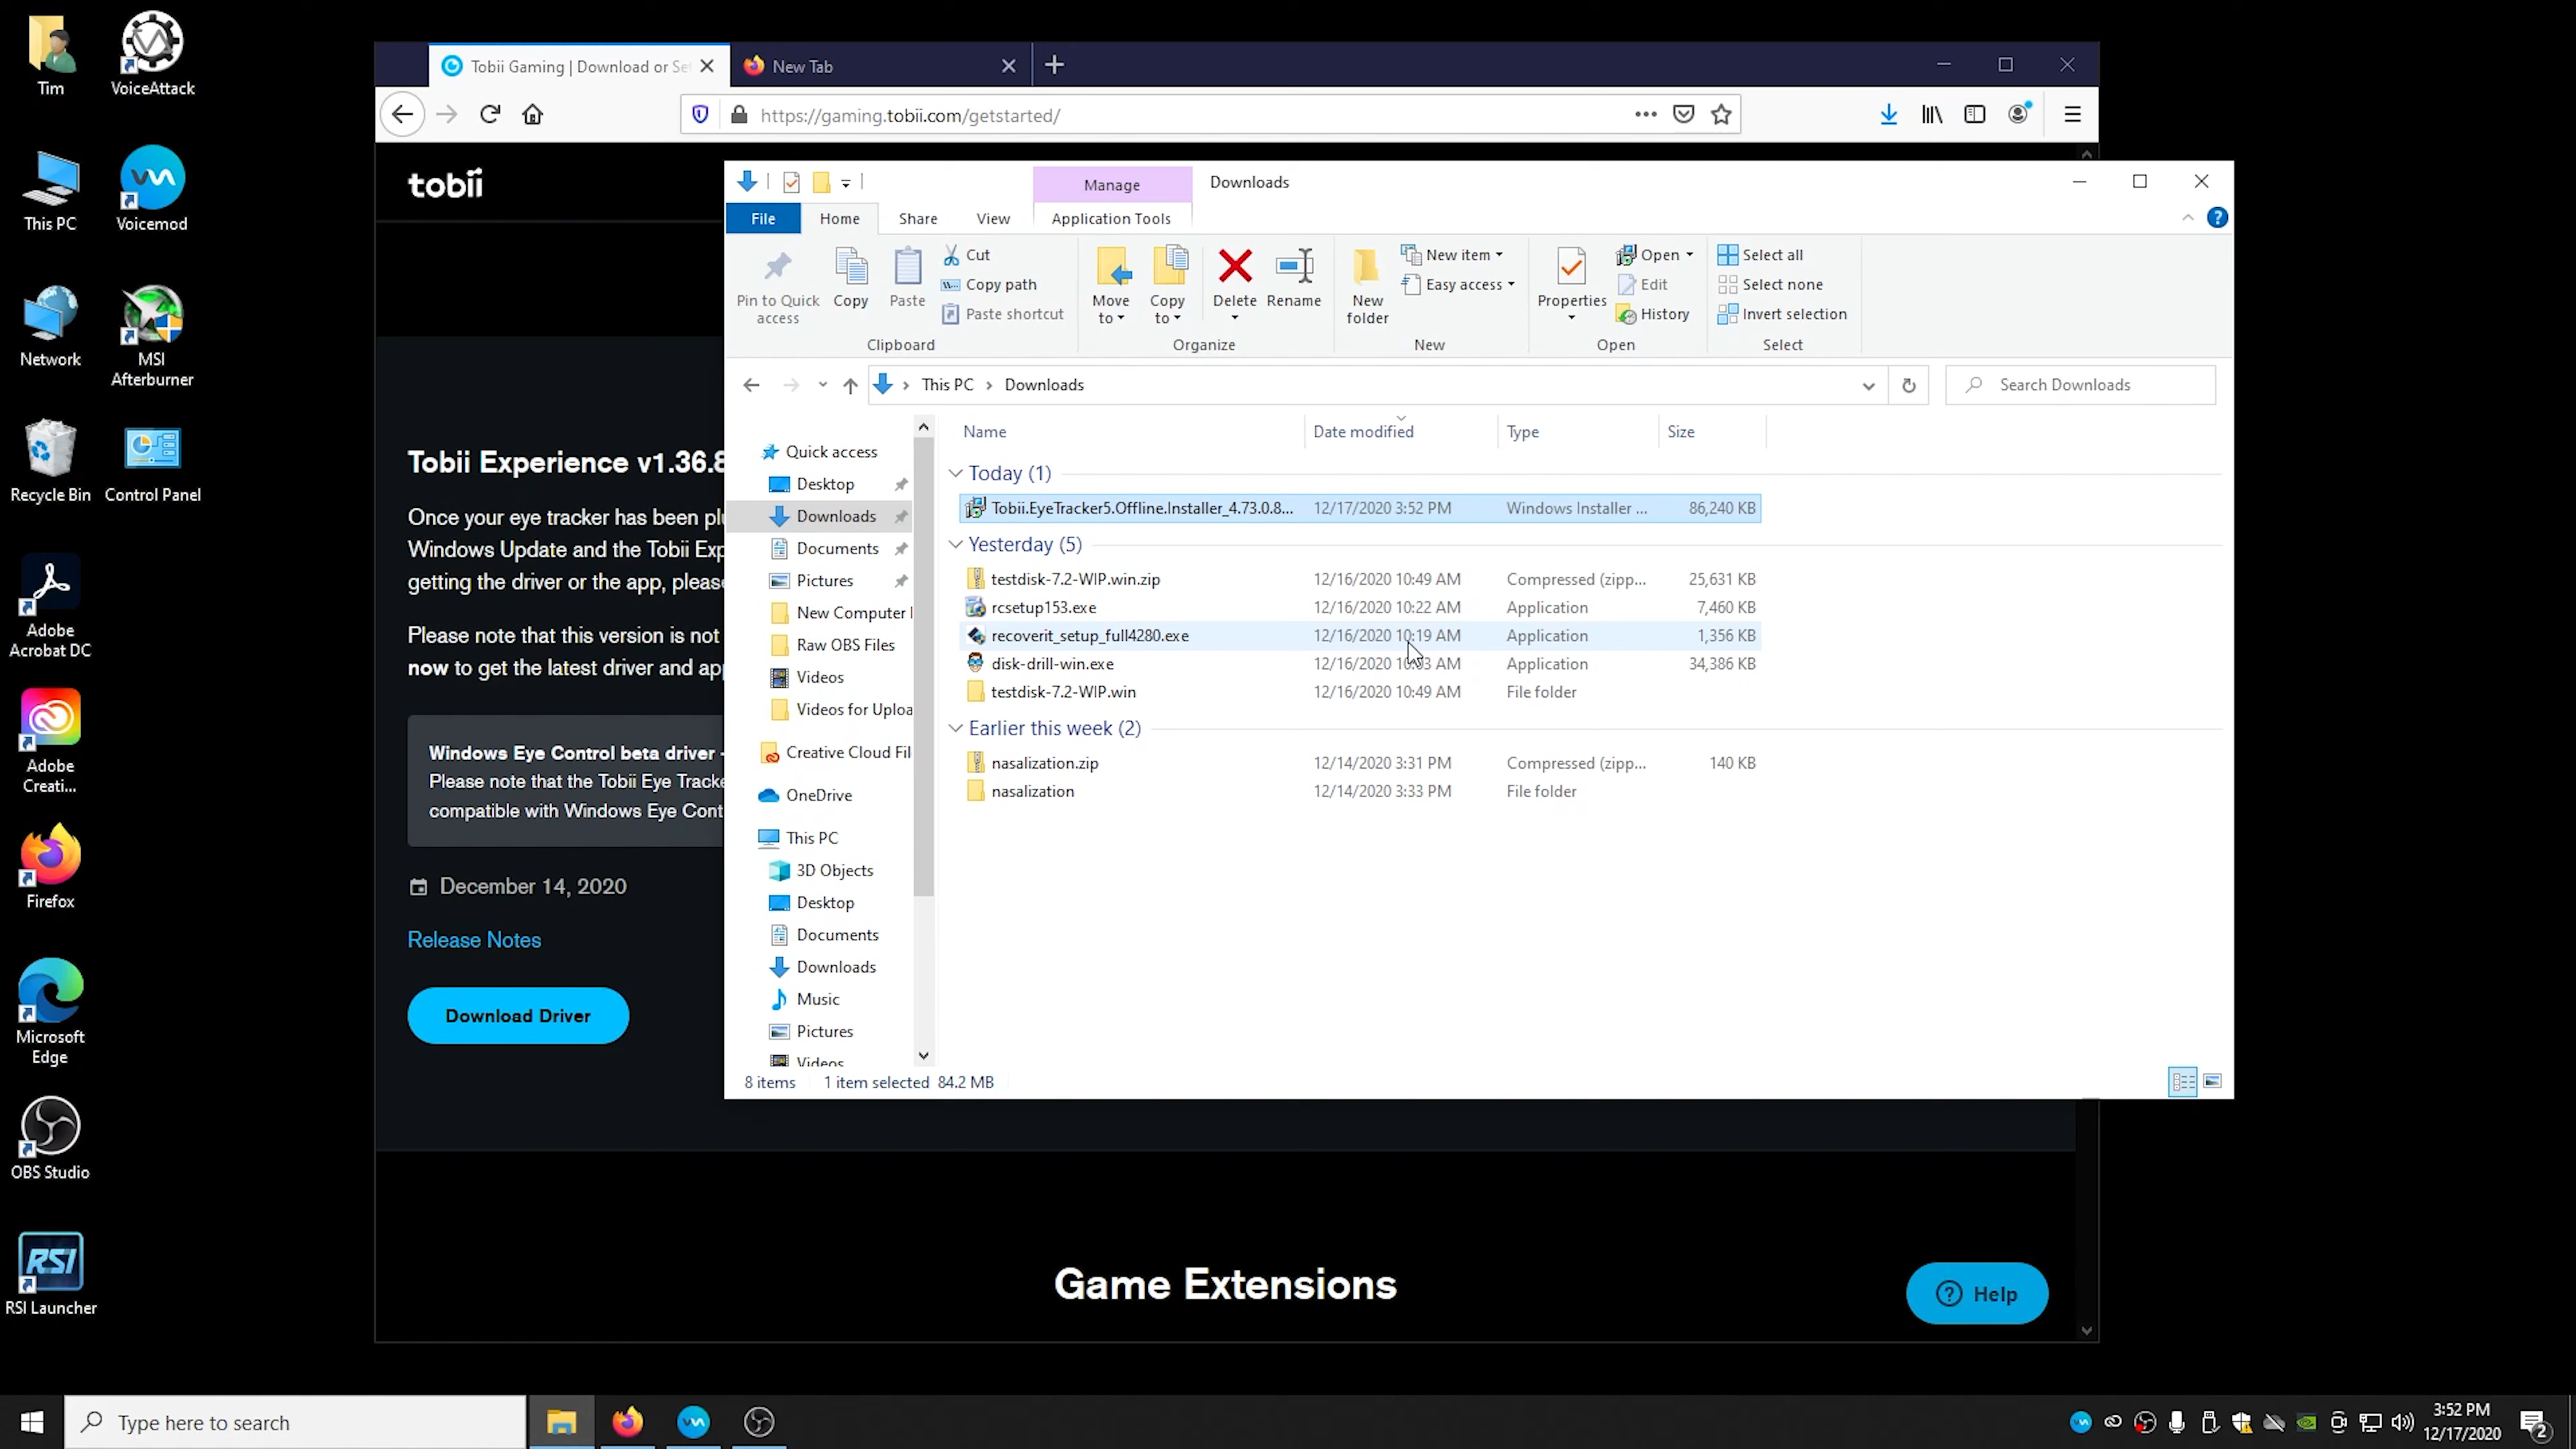 Tim
VoiceAttack
This PC
Voicemod
Network
MSI
Afterburner
Recycle Bin
Control Panel
Adobe
Acrobat DC
Adobe
Creati...
Firefox
Microsoft
Edge
OBS Studio
RSI
RSI Launcher
Tobii Gaming | Download or Se
New Tab
https://gaming.tobii.com/getstarted/
tobii
Tobii Experience v1.36.8
Once your eye tracker has been plu
Windows Update and the Tobii Exp
getting the driver or the app, please
Please note that this version is not
now to get the latest driver and app
Windows Eye Control beta driver -
Please note that the Tobii Eye Tracke
compatible with Windows Eye Cont
December 14, 2020
Release Notes
Download Driver
Game Extensions
Help
Manage
Downloads
File
Home
Share
View
Application Tools
Pin to Quick
access
Copy
Paste
Cut
Copy path
Paste shortcut
Clipboard
Move
to
Copy
to
Delete
Rename
Organize
New
folder
New item
Easy access
New
Properties
Open
Edit
History
Open
Select all
Select none
Invert selection
Select
This PC > Downloads
Search Downloads
Quick access
Desktop
Downloads
Documents
Pictures
New Computer
Raw OBS Files
Videos
Videos for Uploa
Creative Cloud Fil
OneDrive
This PC
3D Objects
Desktop
Documents
Downloads
Music
Pictures
Videos
Name Date modified Type Size
Today (1)
Tobii.EyeTracker5.Offline.Installer_4.73.0.8... 12/17/2020 3:52 PM Windows Installer ... 86,240 KB
Yesterday (5)
testdisk-7.2-WIP.win.zip 12/16/2020 10:49 AM Compressed (zipp... 25,631 KB
rcsetup153.exe 12/16/2020 10:22 AM Application 7,460 KB
recoverit_setup_full4280.exe 12/16/2020 10:19 AM Application 1,356 KB
disk-drill-win.exe 12/16/2020 10:03 AM Application 34,386 KB
testdisk-7.2-WIP.win 12/16/2020 10:49 AM File folder
Earlier this week (2)
nasalization.zip 12/14/2020 3:31 PM Compressed (zipp... 140 KB
nasalization 12/14/2020 3:33 PM File folder
8 items 1 item selected 84.2 MB
Type here to search
3:52 PM
12/17/2020
2